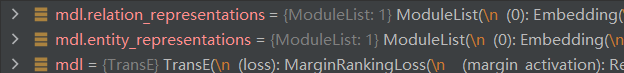 mdl.relation_representations = {ModuleList: 1} ModuleList(\n (0): Embedding(
mdl.entity_representations = {ModuleList: 1} ModuleList(\n (0): Embedding(\n
mdl = {TransE} TransE(\n (loss): MarginRankingLoss(\n (margin_activation): Re